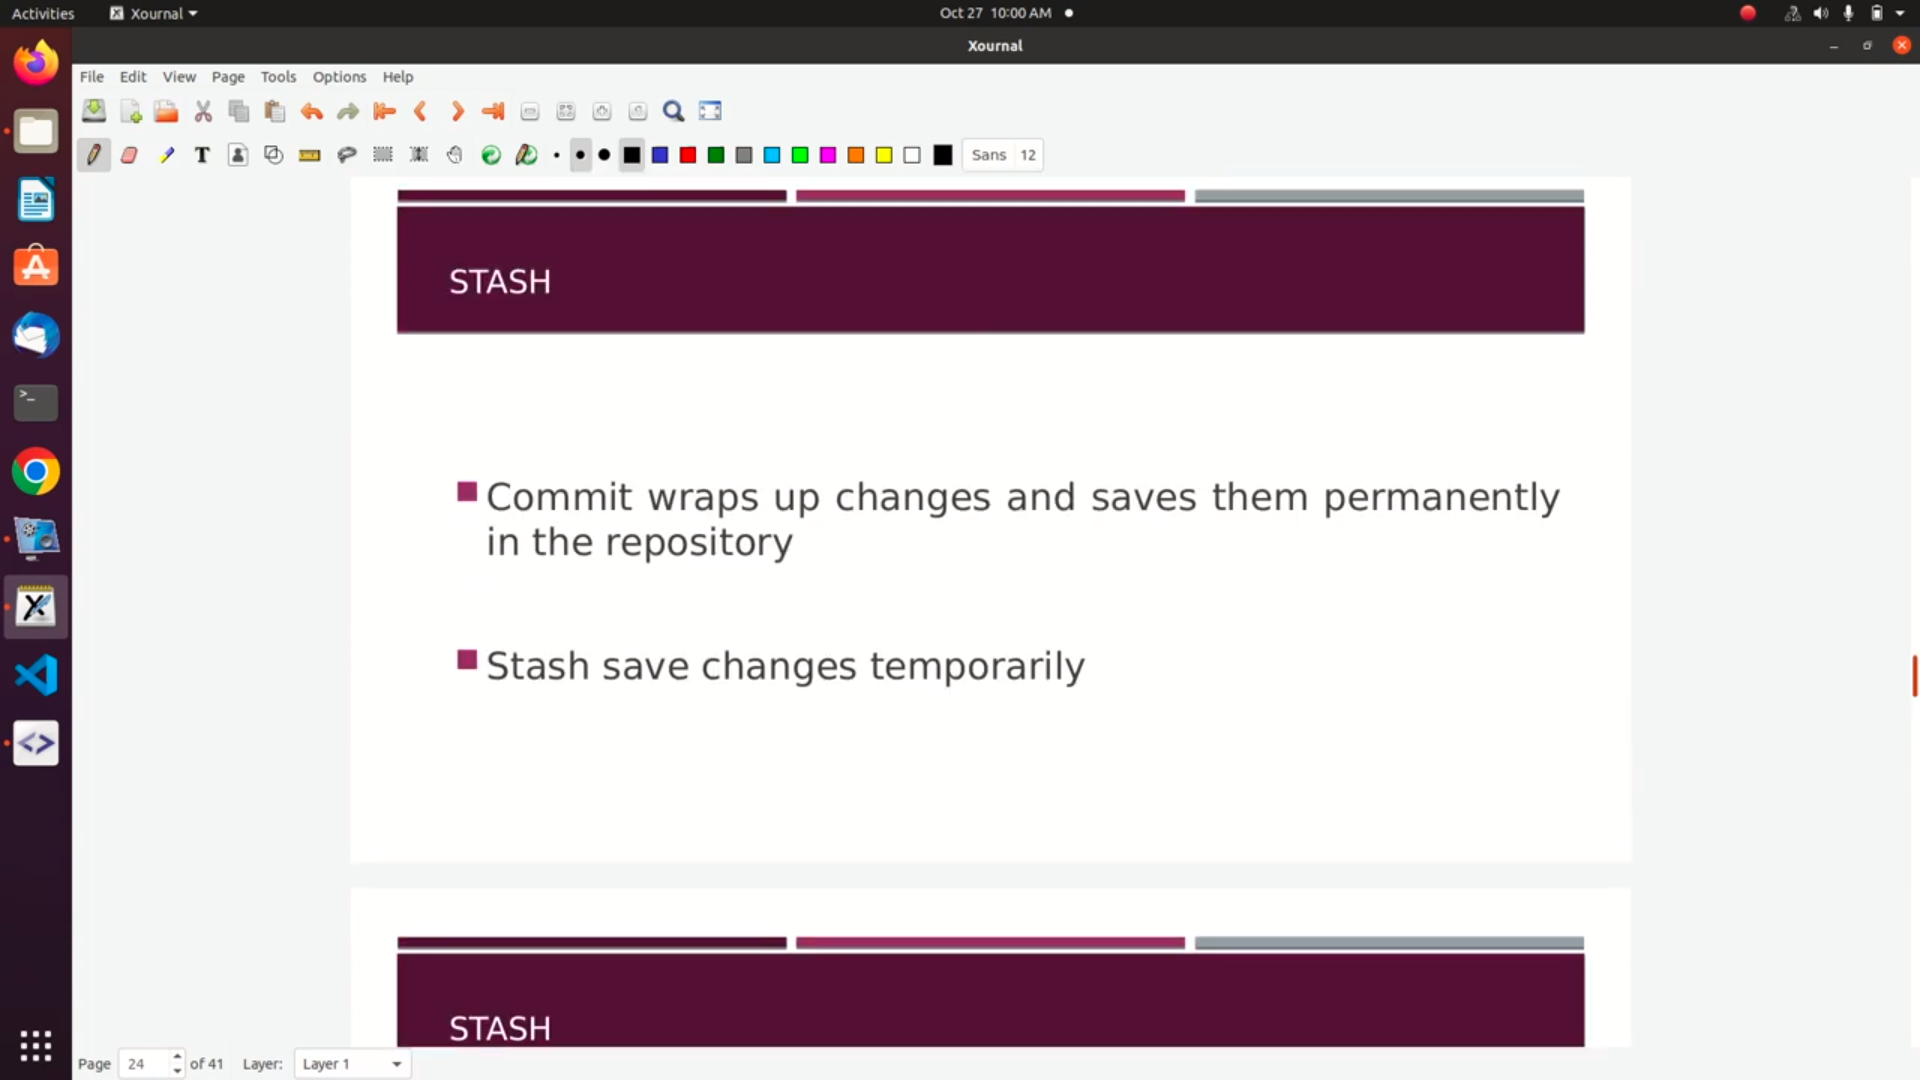 Activities Xournal Oct 27 10:00 AM
Xournal
File Edit View Page Tools Options Help
T Sans 12
STASH
Commit wraps up changes and saves them permanently
in the repository
Stash save changes temporarily
STASH
Page 24 of 41 Layer: Layer 1